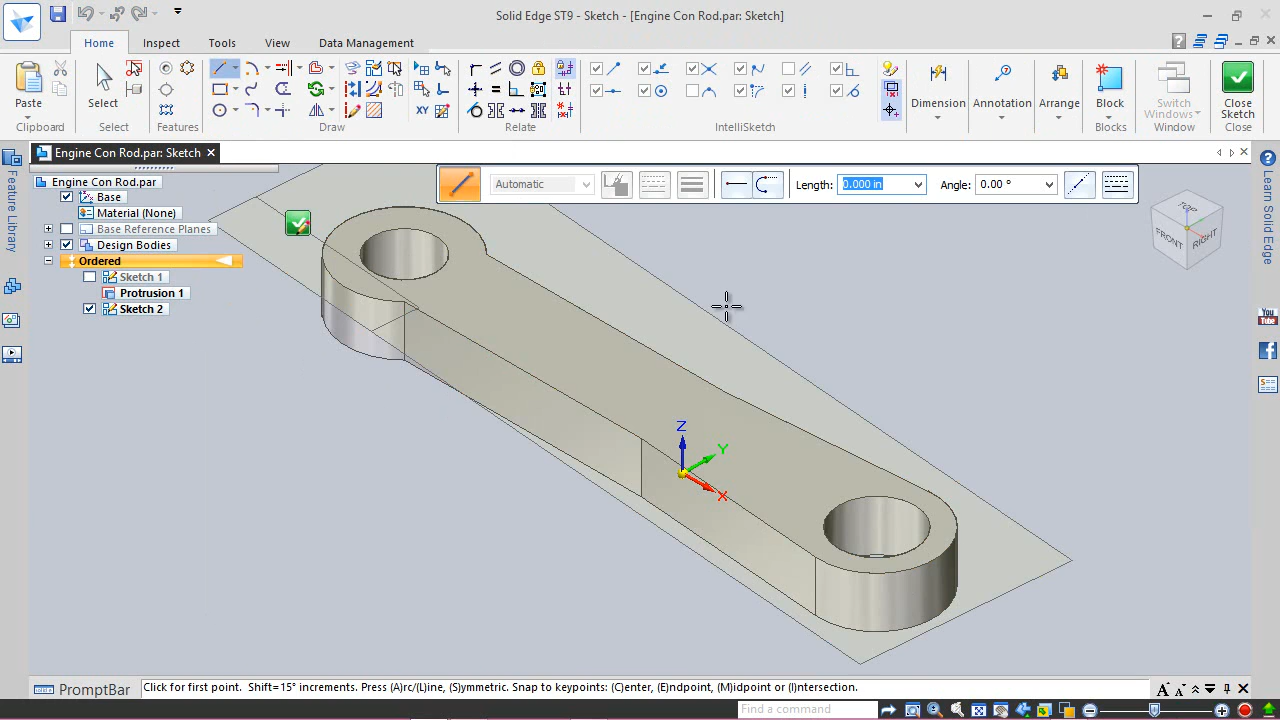 Solid Edge ST9 - Sketch - [Engine Con Rod.par: Sketch]
Home Inspect Tools View Data Management
Paste
Select
Dimension Annotation Arrange Block Switch Windows Close Sketch
Clipboard Select Features Draw Relate IntelliSketch Blocks Window Close
Engine Con Rod.par: Sketch
Automatic Length: 0.000 in Angle: 0.00 °
Feature Library
Engine Con Rod.par
Base
Material (None)
Base Reference Planes
Design Bodies
Ordered
Sketch 1
Protrusion 1
Sketch 2
TOP
FRONT
RIGHT
Learn Solid Edge
You Tube
Z
Y
X
PromptBar Click for first point. Shift=15° increments. Press (A)rc/(L)ine, (S)ymmetric. Snap to keypoints: (C)enter, (E)ndpoint, (M)idpoint or (I)ntersection.
Find a command